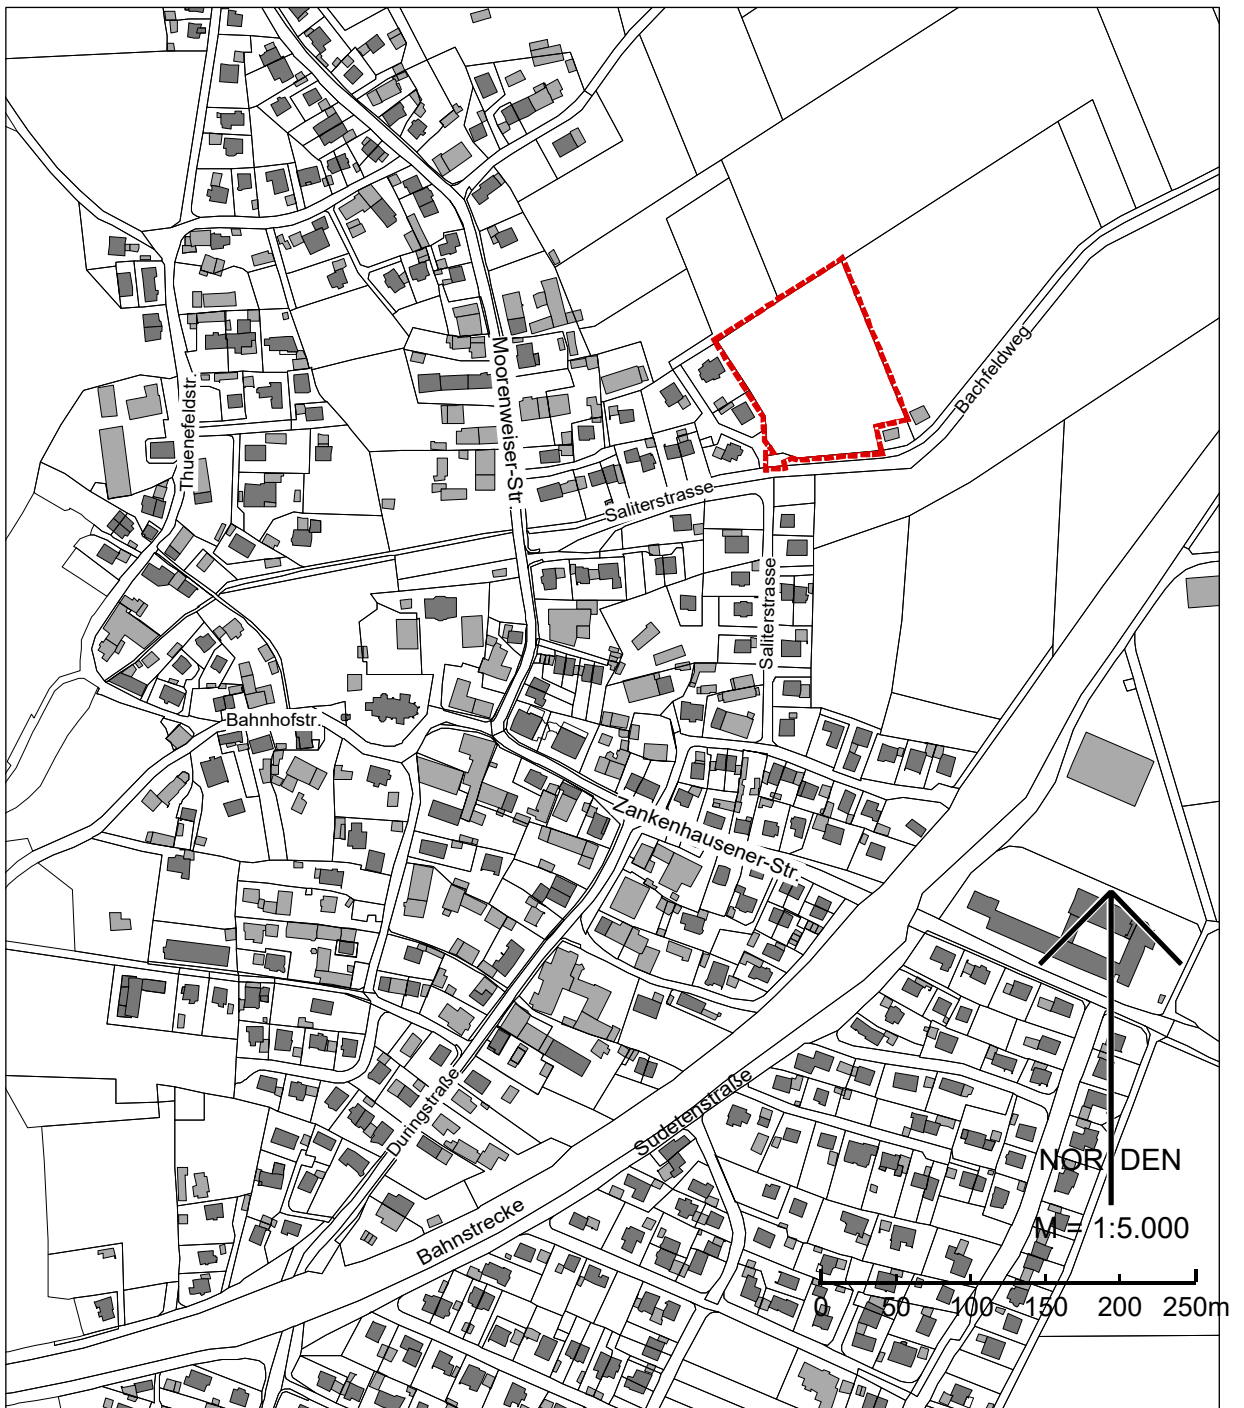 Moorenweiser-Str.
Bachfeldweg
Thuenefeldstr.
Saliterstrasse
Saliterstrasse
Bahnhofstr.
Zankenhausener-Str.
Duringstraße
Sudetenstraße
Bahnstrecke
NORDEN
M = 1:5.000
0 50 100 150 200 250m